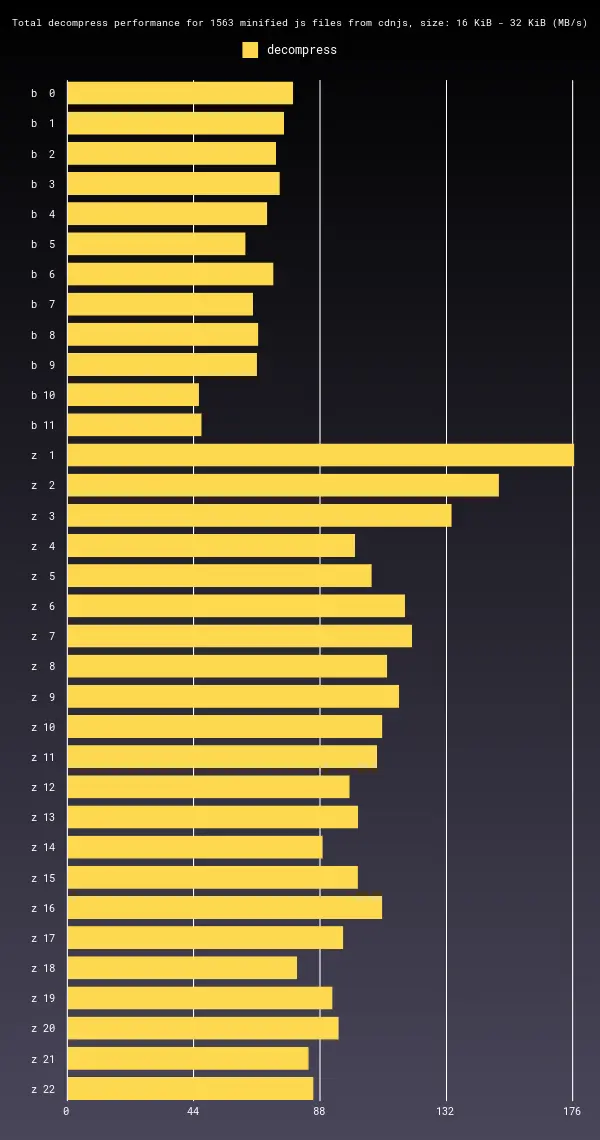 Total decompress performance for 1563 minified js files from cdnjs, size: 16 KiB - 32 KiB (MB/s)
decompress
b 0
b 1
b 2
b 3
b 4
b 5
b 6
b 7
b 8
b 9
b 10
b 11
z 1
z 2
z 3
z 4
z 5
z 6
z 7
z 8
z 9
z 10
z 11
z 12
z 13
z 14
z 15
z 16
z 17
z 18
z 19
z 20
z 21
z 22
0 44 88 132 176